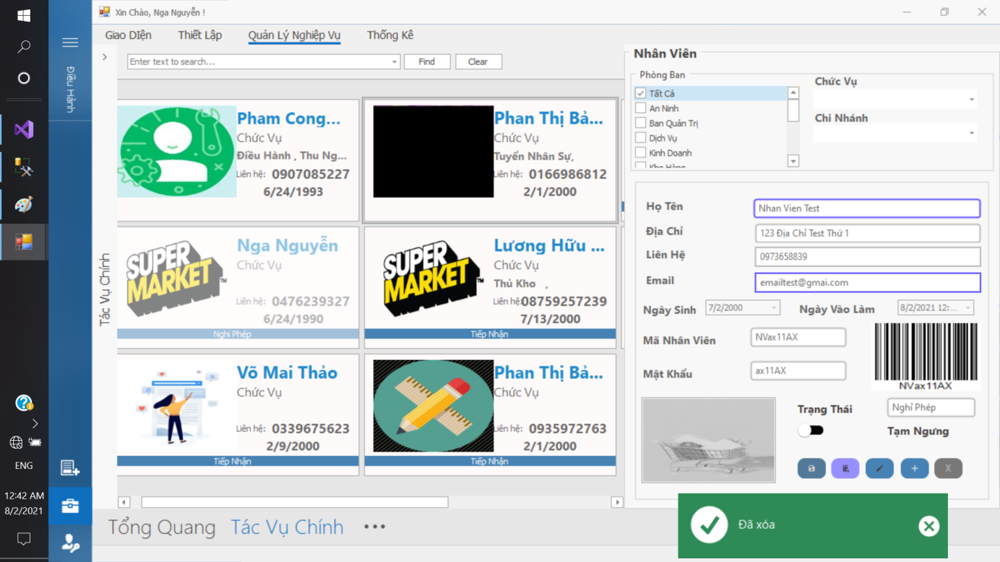 Xin Chào, Nga Nguyễn !
Giao DIện Thiết Lập Quản Lý Nghiệp Vụ Thống Kê
Điều Hành
Enter text to search... Find Clear
Tác Vụ Chính
Pham Cong...
Chức Vụ
Điều Hành , Thu Ng...
Liên hệ: 0907085227
6/24/1993
Phan Thị Bả...
Chức Vụ
Tuyển Nhân Sự,
Liên hệ: 0166986812
2/1/2000
SUPER
MARKET™
Nga Nguyễn
Chức Vụ
Liên hệ: 0476239327
6/24/1990
Nghỉ Phép
SUPER
MARKET™
Lương Hữu ...
Chức Vụ
Thủ Kho ,
Liên hệ: 08759257239
7/13/2000
Tiếp Nhận
Võ Mai Thảo
Chức Vụ
Liên hệ: 0339675623
2/9/2000
Tiếp Nhận
Phan Thị Bả...
Chức Vụ
Liên hệ: 0935972763
2/1/2000
Tiếp Nhận
Nhân Viên
Phòng Ban
Tất Cả
An Ninh
Ban Quản Trị
Dịch Vụ
Kinh Doanh
Kho Hàng
Chức Vụ
Chi Nhánh
Họ Tên Nhan Vien Test
Địa Chỉ 123 Địa Chỉ Test Thứ 1
Liên Hệ 0973658839
Email emailtest@gmai.com
Ngày Sinh 7/2/2000 Ngày Vào Làm 8/2/2021 12:...
Mã Nhân Viên NVax11AX
Mật Khẩu ax11AX
NVax11AX
Trạng Thái Nghỉ Phép
Tạm Ngưng
X
Tổng Quang Tác Vụ Chính •••
Đã xóa
ENG
12:42 AM
8/2/2021